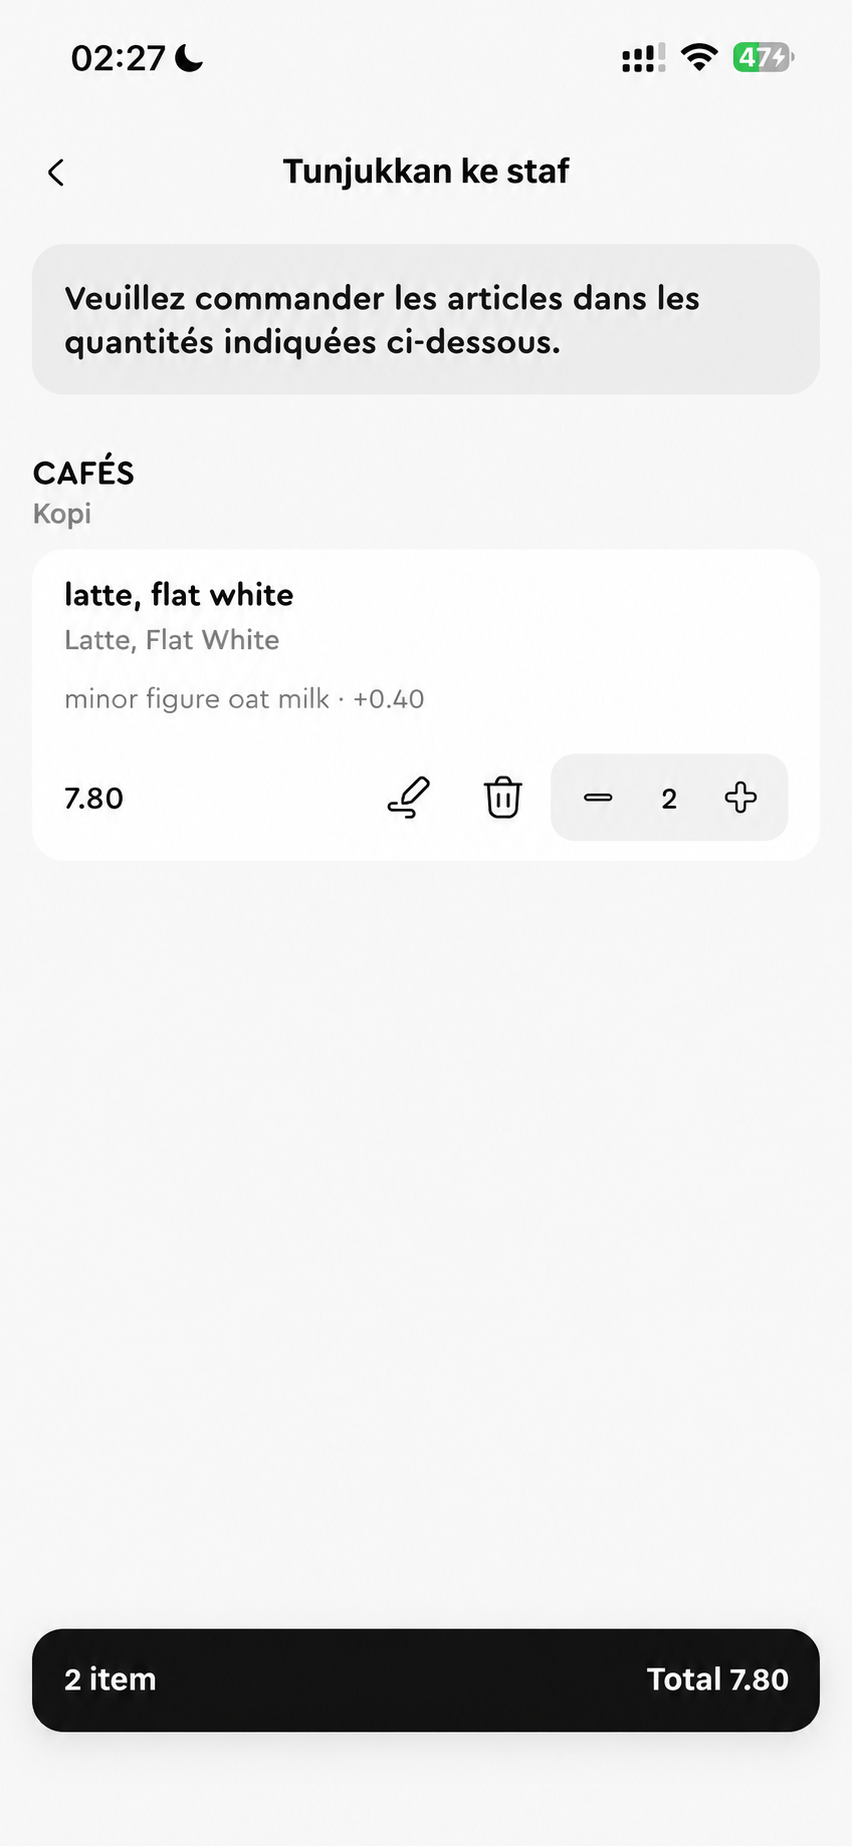 02:27
47
Tunjukkan ke staf
Veuillez commander les articles dans les
quantités indiquées ci-dessous.
CAFÉS
Kopi
latte, flat white
Latte, Flat White
minor figure oat milk · +0.40
7.80
2
2 item
Total 7.80